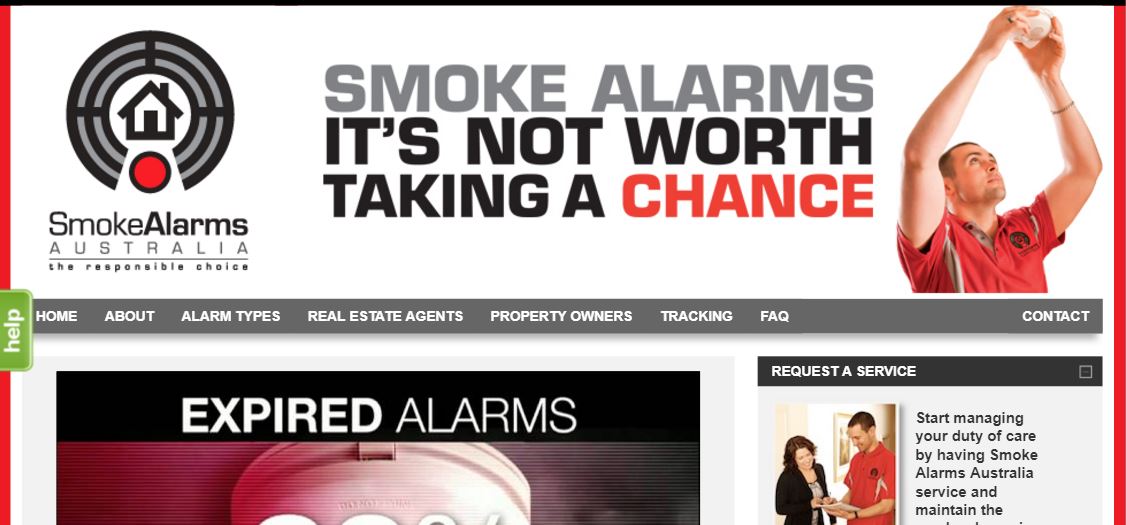 SMOKE ALARMS
IT'S NOT WORTH
TAKING A CHANCE
SmokeAlarms
AUSTRALIA
the responsible choice
help
HOME ABOUT ALARM TYPES REAL ESTATE AGENTS PROPERTY OWNERS TRACKING FAQ CONTACT
EXPIRED ALARMS
REQUEST A SERVICE
Start managing
your duty of care
by having Smoke
Alarms Australia
service and
maintain the